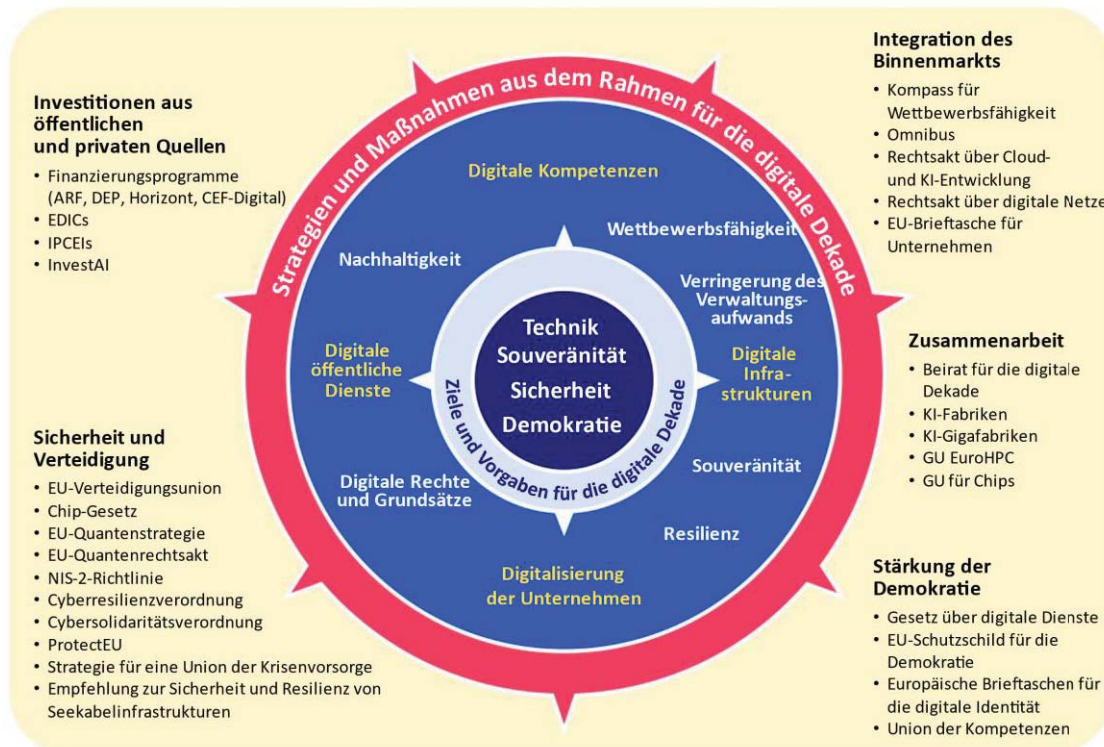 Investitionen aus
öffentlichen
und privaten Quellen
• Finanzierungsprogramme
(ARF, DEP, Horizont, CEF-Digital)
• EDICs
• IPCEIs
• InvestAI
Sicherheit und
Verteidigung
• EU-Verteidigungsunion
• Chip-Gesetz
• EU-Quantenstrategie
• EU-Quantenrechtsakt
• NIS-2-Richtlinie
• Cyberresilienzverordnung
• Cybersolidaritätsverordnung
• ProtectEU
• Strategie für eine Union der Krisenvorsorge
• Empfehlung zur Sicherheit und Resilienz von
Seekabelinfrastrukturen
Strategien und Maßnahmen aus dem Rahmen für die digitale Dekade
Digitale Kompetenzen
Wettbewerbsfähigkeit
Nachhaltigkeit
Verringerung des
Verwaltungs-
aufwands
Digitale
öffentliche
Dienste
Technik
Souveränität
Sicherheit
Demokratie
Ziele und Vorgaben für die digitale Dekade
Digitale
Infra-
strukturen
Digitale Rechte
und Grundsätze
Souveränität
Resilienz
Digitalisierung
der Unternehmen
Integration des
Binnenmarkts
• Kompass für
Wettbewerbsfähigkeit
• Omnibus
• Rechtsakt über Cloud-
und KI-Entwicklung
• Rechtsakt über digitale Netze
• EU-Brieftasche für
Unternehmen
Zusammenarbeit
• Beirat für die digitale
Dekade
• KI-Fabriken
• KI-Gigafabriken
• GU EuroHPC
• GU für Chips
Stärkung der
Demokratie
• Gesetz über digitale Dienste
• EU-Schutzschild für die
Demokratie
• Europäische Brieftaschen für
die digitale Identität
• Union der Kompetenzen